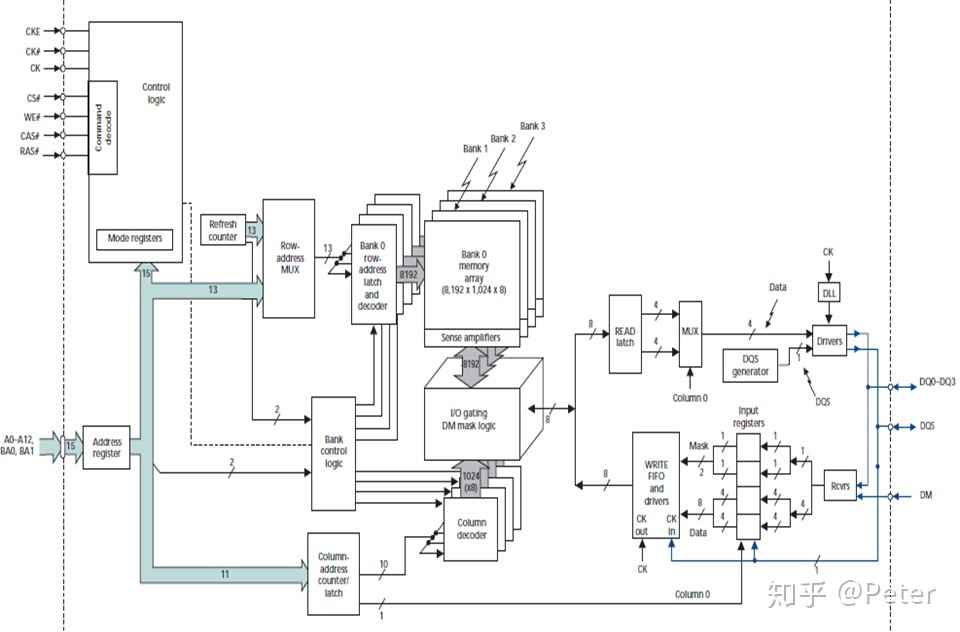 CKE
CK#
CK
CS#
WE#
CAS#
RAS#
Control
logic
Command
decode
Mode registers
15
Refresh
counter
13
Row-
address
MUX
13
13
Bank 0
row-
address
latch
and
decoder
8192
Bank 1
Bank 2
Bank 3
Bank 0
memory
array
(8,192 x 1,024 x 8)
Sense amplifiers
8192
I/O gating
DM mask logic
8
2
2
Bank
control
logic
1024
(x8)
Column
decoder
A0-A12,
BA0, BA1
15
Address
register
11
Column-
address
counter/
latch
10
1
Column 0
8
READ
latch
4
4
MUX
Column 0
4
Data
DQS
generator
1
DQS
CK
DLL
Drivers
DQ0-DQ3
DQS
DM
8
WRITE
FIFO
and
drivers
CK
out
CK
in
CK
Mask
2
8
Data
1
1
4
4
Input
registers
1
1
4
4
1
4
Rcvrs
1
知乎 @Peter